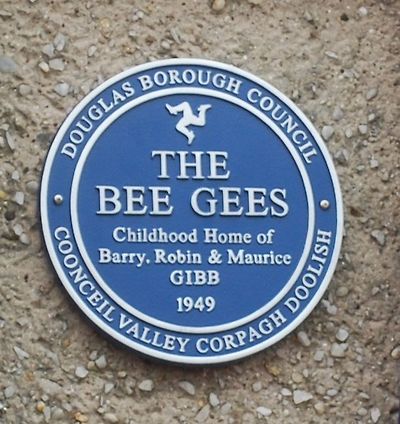 DOUGLAS BOROUGH COUNCIL
THE
BEE GEES
Childhood Home of
Barry, Robin & Maurice
GIBB
1949
COONCEIL VALLEY CORPAGH DOOLISH